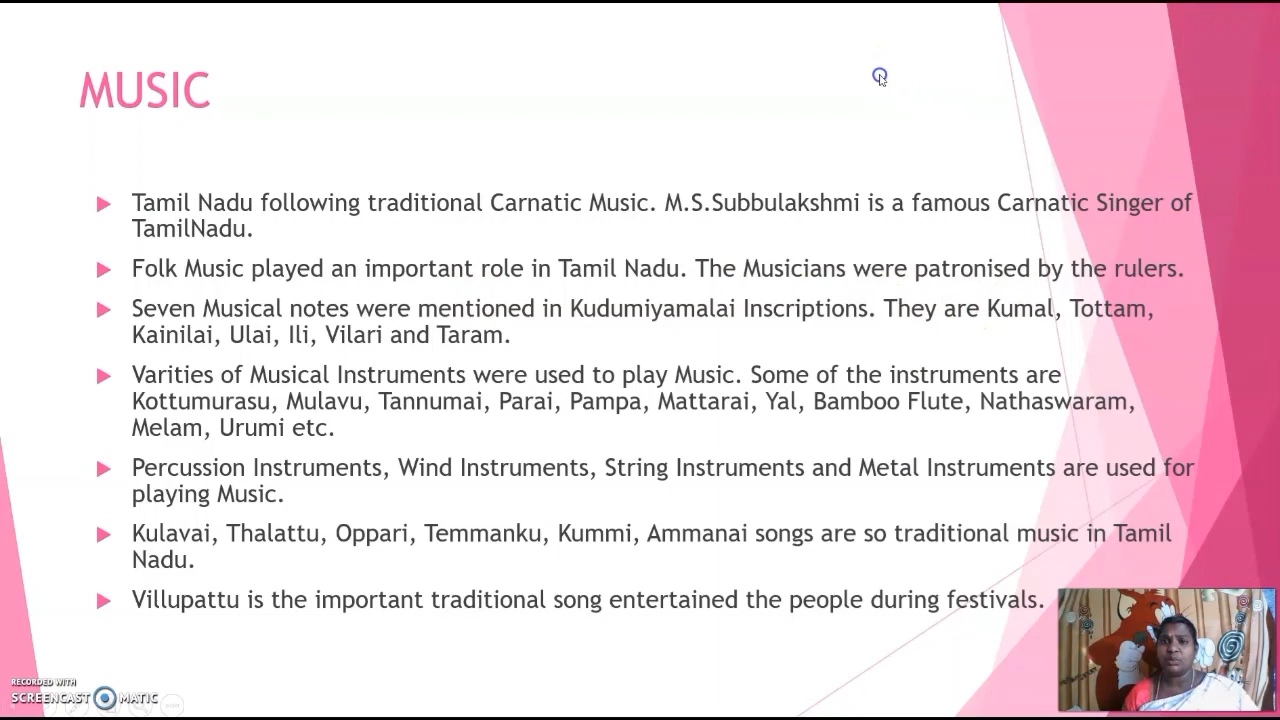 MUSIC
Tamil Nadu following traditional Carnatic Music. M.S.Subbulakshmi is a famous Carnatic Singer of
TamilNadu.
Folk Music played an important role in Tamil Nadu. The Musicians were patronised by the rulers.
Seven Musical notes were mentioned in Kudumiyamalai Inscriptions. They are Kumal, Tottam,
Kainilai, Ulai, Ili, Vilari and Taram.
Varities of Musical Instruments were used to play Music. Some of the instruments are
Kottumurasu, Mulavu, Tannumai, Parai, Pampa, Mattarai, Yal, Bamboo Flute, Nathaswaram,
Melam, Urumi etc.
Percussion Instruments, Wind Instruments, String Instruments and Metal Instruments are used for
playing Music.
Kulavai, Thalattu, Oppari, Temmanku, Kummi, Ammanai songs are so traditional music in Tamil
Nadu.
Villupattu is the important traditional song entertained the people during festivals.
RECORDED WITH
SCREENCAST MATIC